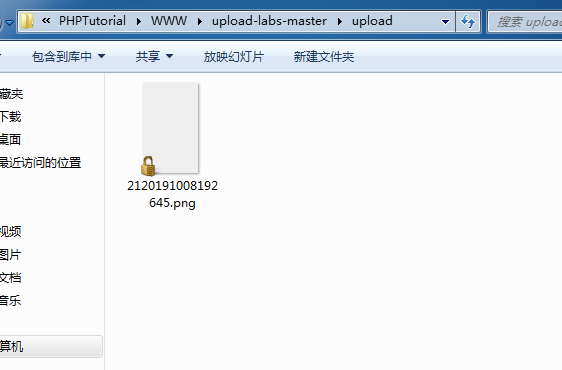 « PHPTutorial WWW upload-labs-master upload 搜索 upload
包含到库中 共享 放映幻灯片 新建文件夹
藏夹
下载
桌面
最近访问的位置
视频
图片
文档
音乐
算机
2120191008192
645.png